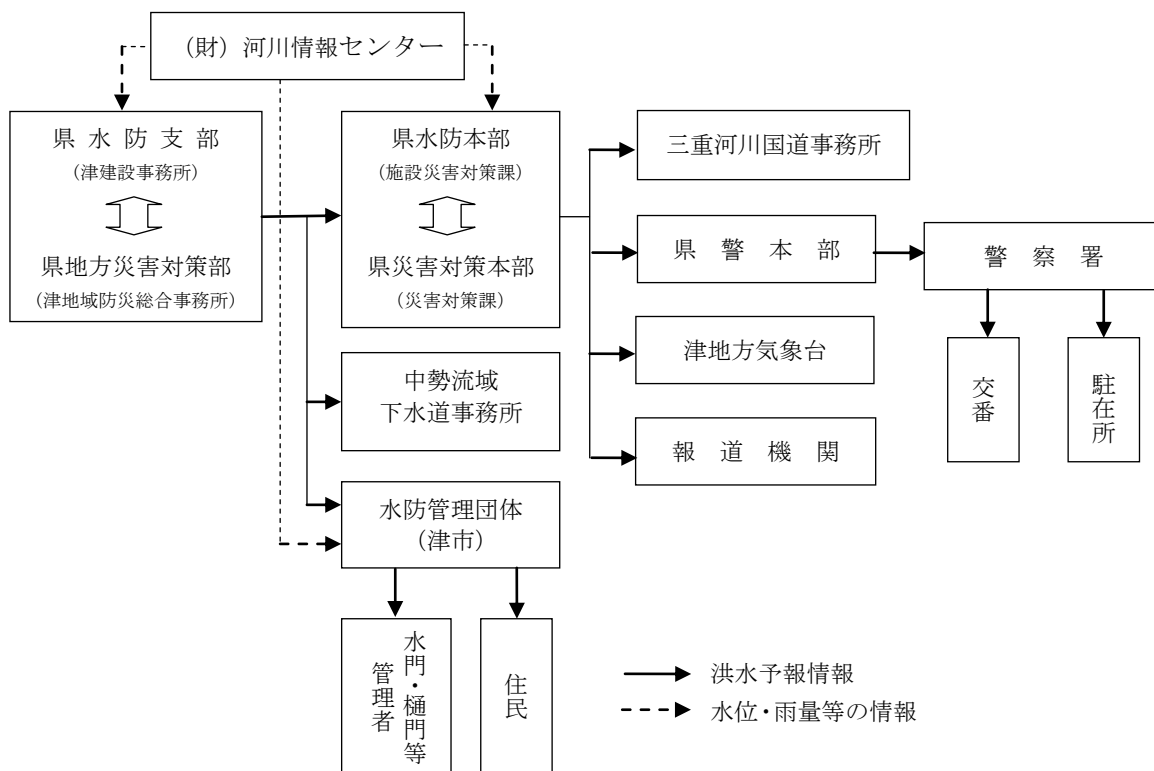 （財）河川情報センター
県水防支部
（津建設事務所）
県地方災害対策部
（津地域防災総合事務所）
県水防本部
（施設災害対策課）
県災害対策本部
（災害対策課）
三重河川国道事務所
県警本部
警察署
津地方気象台
交番
駐在所
中勢流域
下水道事務所
報道機関
水防管理団体
（津市）
水門・樋門等
管理者
住民
洪水予報情報
水位・雨量等の情報